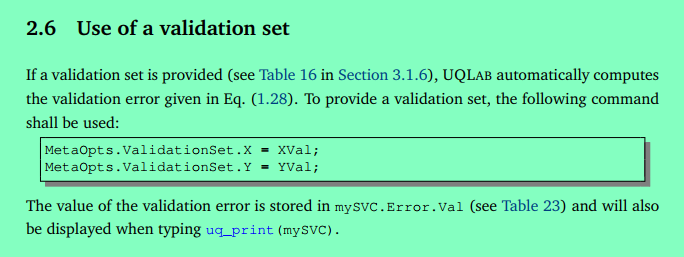 2.6 Use of a validation set
If a validation set is provided (see Table 16 in Section 3.1.6), UQLAB automatically computes
the validation error given in Eq. (1.28). To provide a validation set, the following command
shall be used:
MetaOpts.ValidationSet.X = XVal;
MetaOpts.ValidationSet.Y = YVal;
The value of the validation error is stored in mySVC.Error.Val (see Table 23) and will also
be displayed when typing uq_print(mySVC).